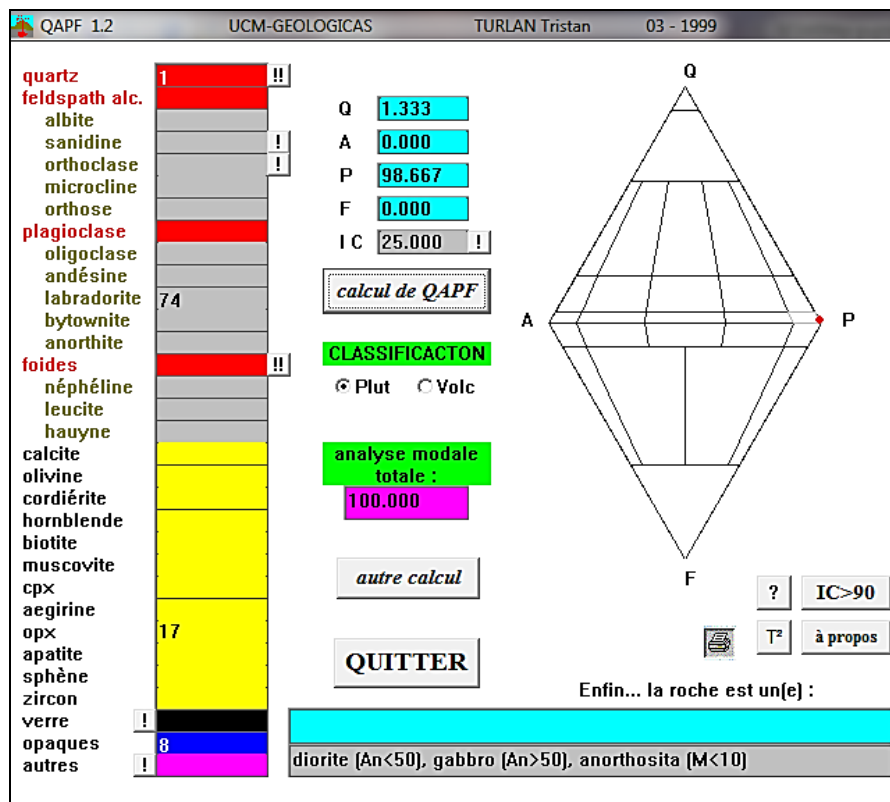 QAPF 1.2 UCM-GEOLOGICAS TURLAN Tristan 03 - 1999
quartz 1 !!
feldspath alc.
albite
sanidine !
orthoclase !
microcline
orthose
plagioclase
oligoclase
andésine
labradorite 74
bytownite
anorthite
foides !!
néphéline
leucite
hauyne
calcite
olivine
cordiérite
hornblende
biotite
muscovite
cpx
aegirine
opx 17
apatite
sphène
zircon
verre !
opaques 8
autres !
Q 1.333
A 0.000
P 98.667
F 0.000
I C 25.000 !
calcul de QAPF
CLASSIFICACTON
Plut Volc
analyse modale
totale :
100.000
autre calcul
QUITTER
Q
A P
F
? IC>90
T² à propos
Enfin... la roche est un(e) :
diorite (An<50), gabbro (An>50), anorthosita (M<10)